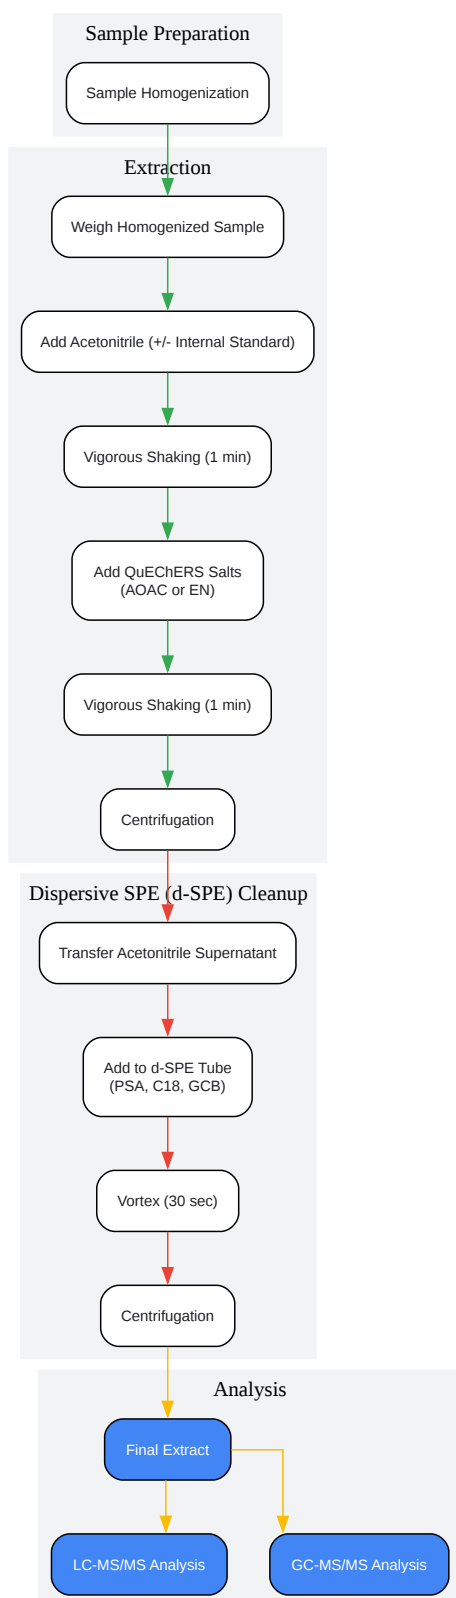 Sample Preparation
Sample Homogenization
Extraction
Weigh Homogenized Sample
Add Acetonitrile (+/- Internal Standard)
Vigorous Shaking (1 min)
Add QuEChERS Salts
(AOAC or EN)
Vigorous Shaking (1 min)
Centrifugation
Dispersive SPE (d-SPE) Cleanup
Transfer Acetonitrile Supernatant
Add to d-SPE Tube
(PSA, C18, GCB)
Vortex (30 sec)
Centrifugation
Analysis
Final Extract
LC-MS/MS Analysis
GC-MS/MS Analysis